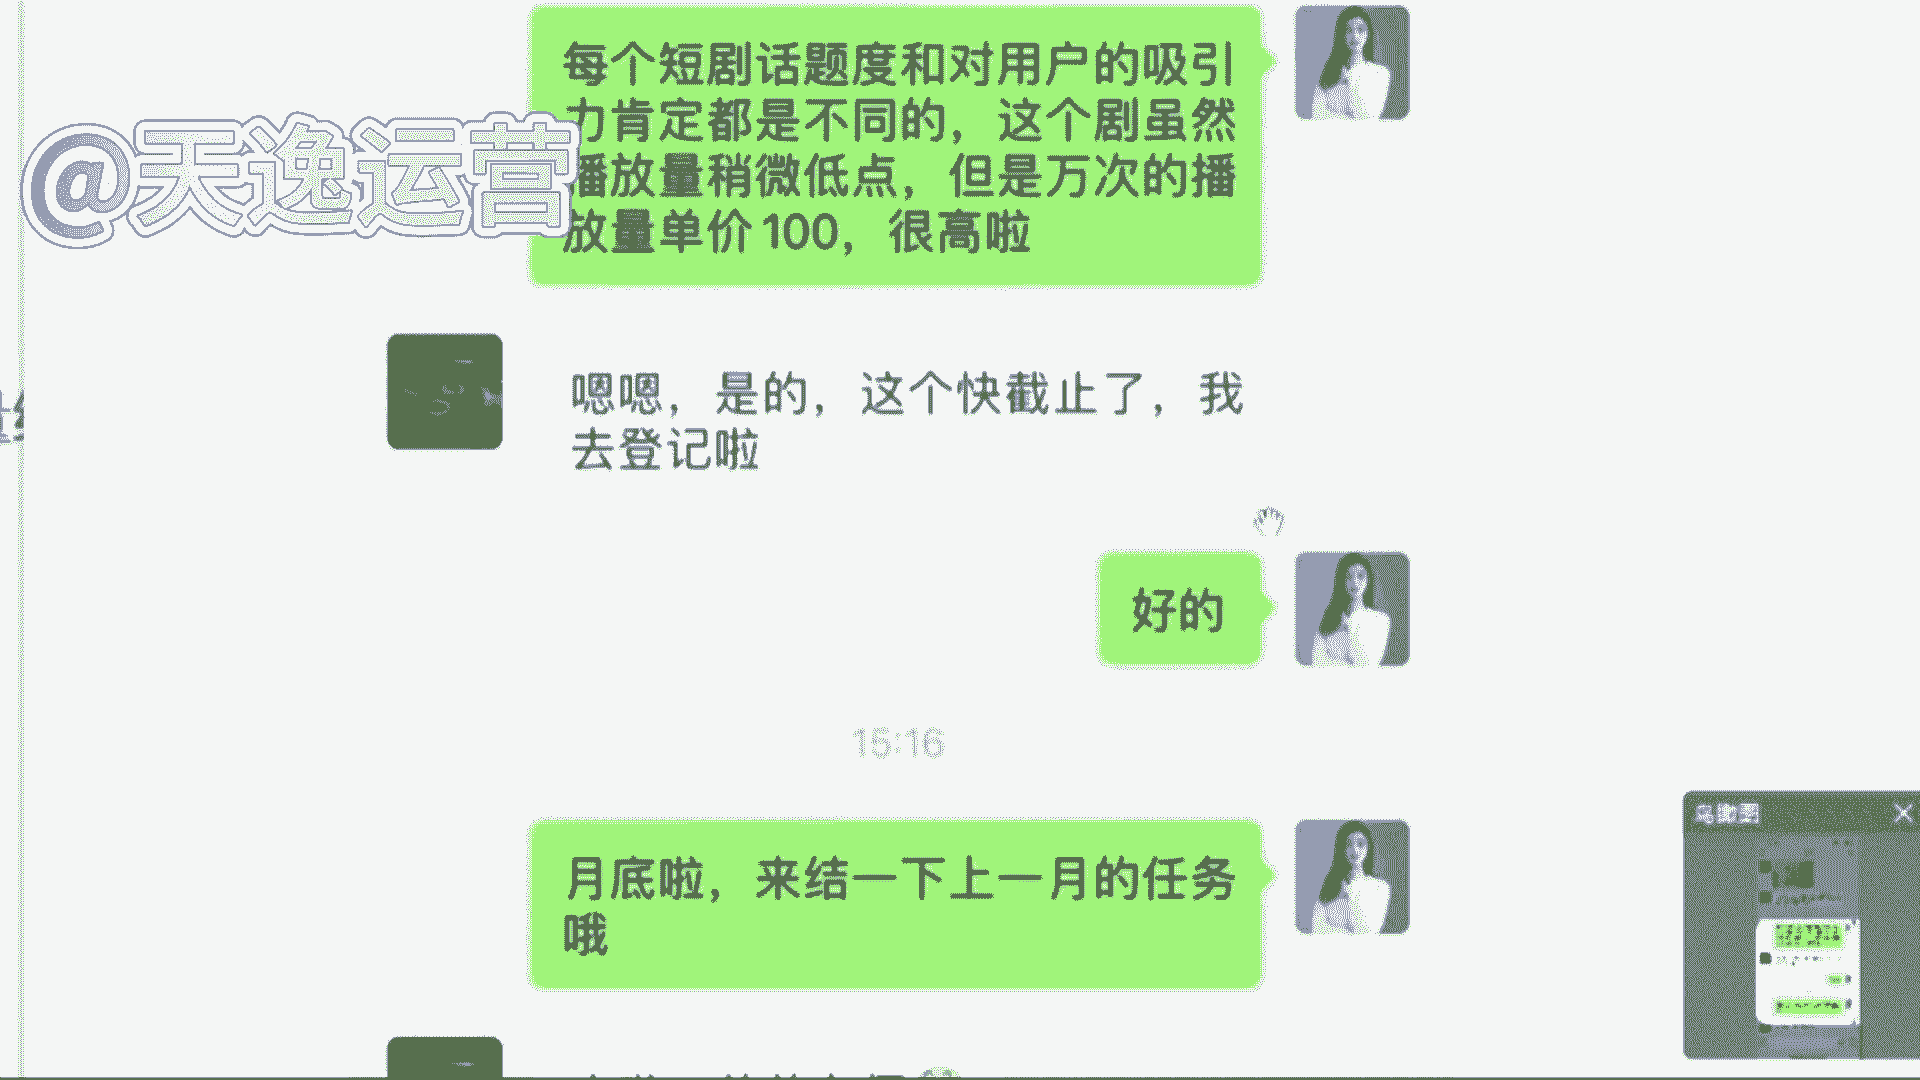 每个短剧话题度和对用户的吸引
力肯定都是不同的，这个剧虽然
@天逸运营
播放量稍微低点，但是万次的播
放量单价100，很高啦
嗯嗯，是的，这个快截止了，我
去登记啦
好的
15:16
月底啦，来结一下上一月的任务
哦